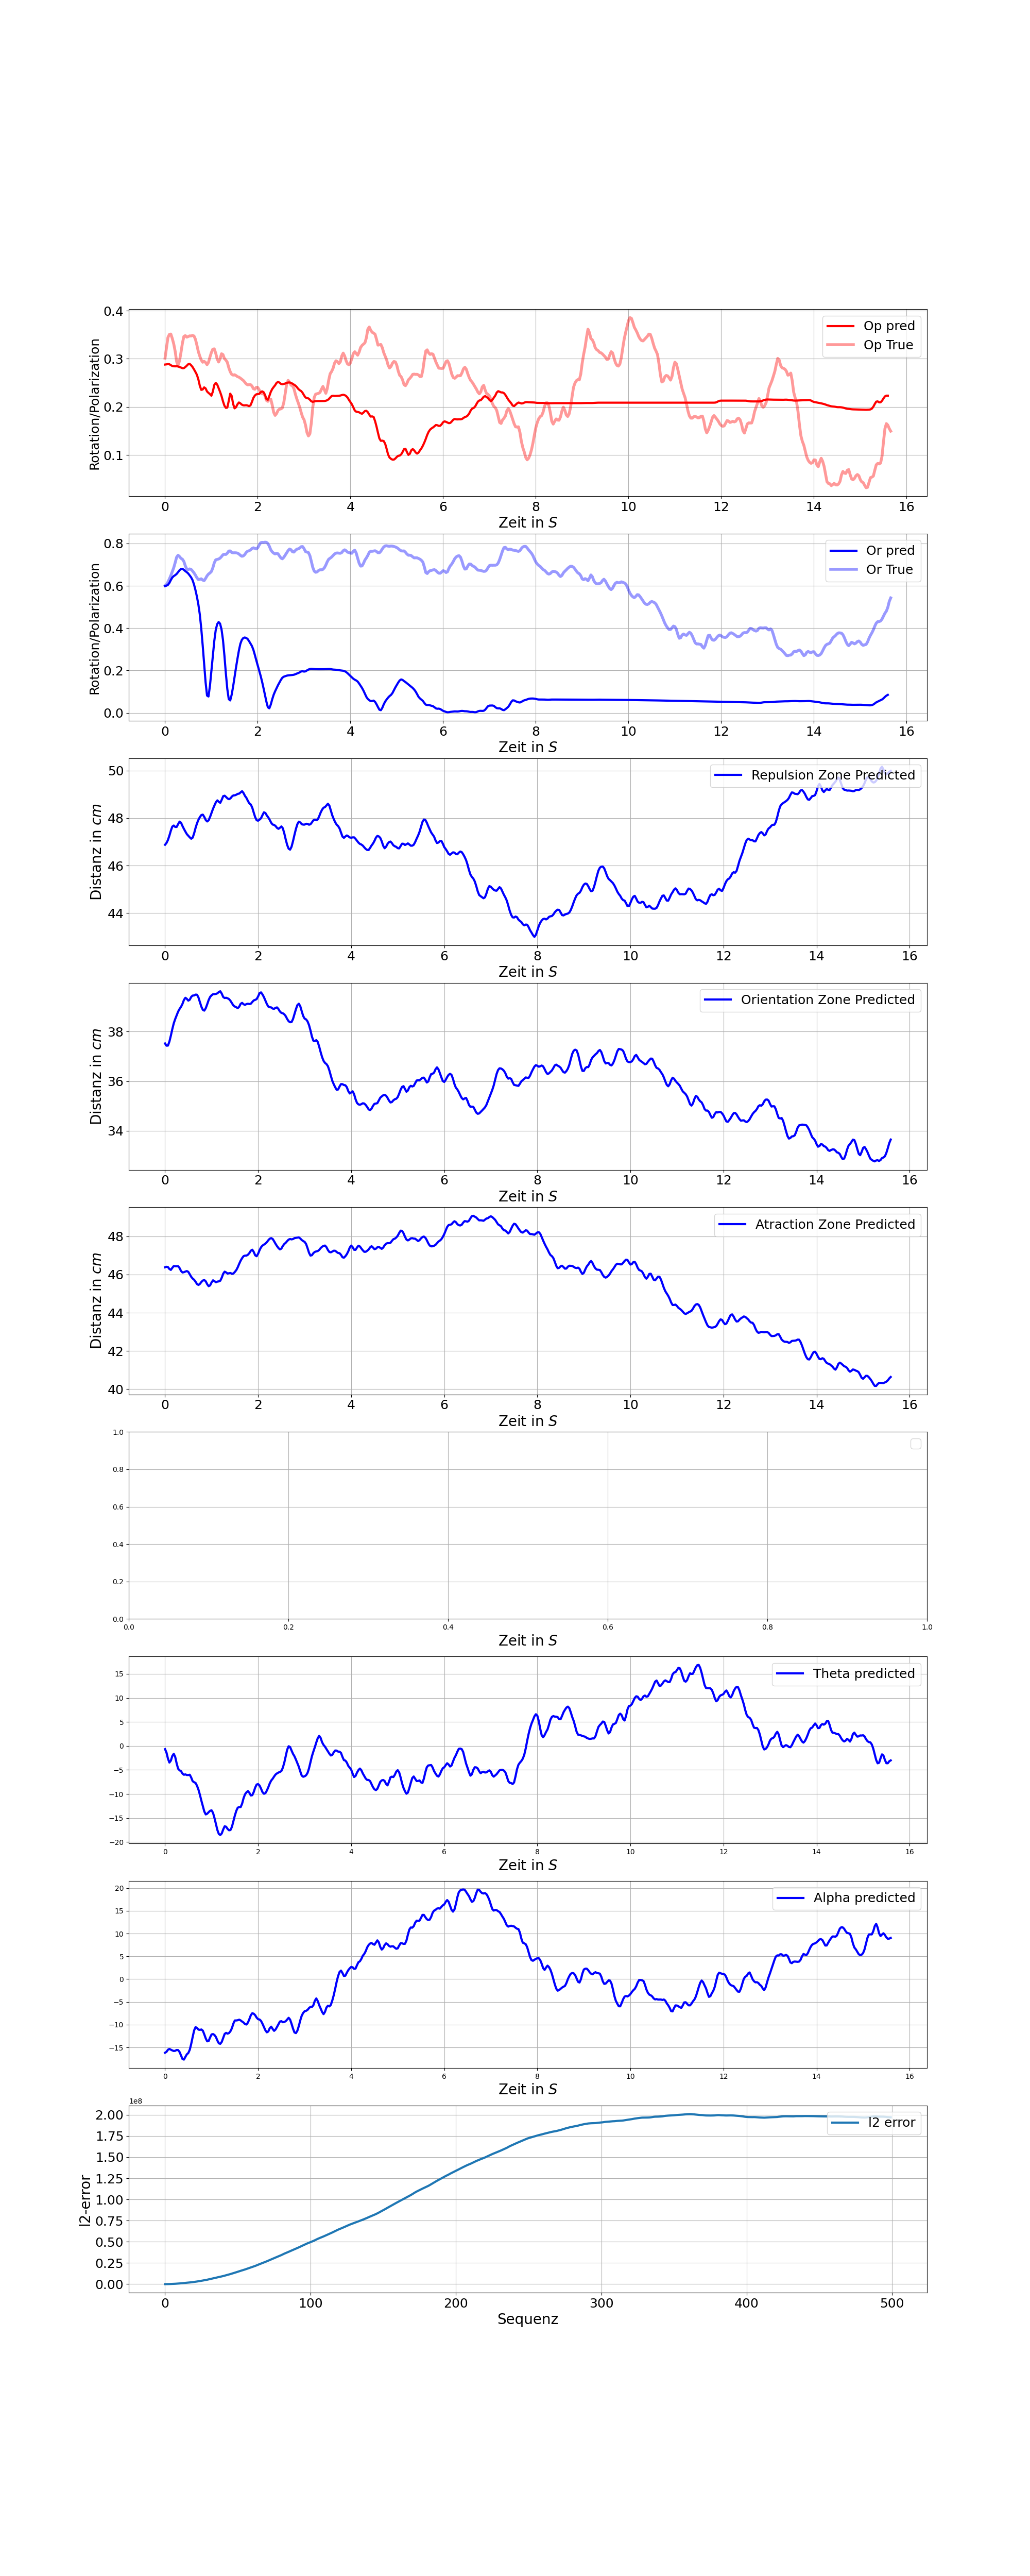 0.4
0.3
0.2
0.1
Rotation/Polarization
Op pred
Op True
0 2 4 6 8 10 12 14 16
Zeit in S
0.8
0.6
0.4
0.2
0.0
Rotation/Polarization
Or pred
Or True
0 2 4 6 8 10 12 14 16
Zeit in S
50
48
46
44
Distanz in cm
Repulsion Zone Predicted
0 2 4 6 8 10 12 14 16
Zeit in S
38
36
34
Distanz in cm
Orientation Zone Predicted
0 2 4 6 8 10 12 14 16
Zeit in S
48
46
44
42
40
Distanz in cm
Atraction Zone Predicted
0 2 4 6 8 10 12 14 16
Zeit in S
1.0
0.8
0.6
0.4
0.2
0.0
0.0 0.2 0.4 0.6 0.8 1.0
Zeit in S
15
10
5
0
−5
−10
−15
−20
Theta predicted
0 2 4 6 8 10 12 14 16
Zeit in S
20
15
10
5
0
−5
−10
−15
Alpha predicted
0 2 4 6 8 10 12 14 16
Zeit in S
1e8
2.00
1.75
1.50
1.25
1.00
0.75
0.50
0.25
0.00
l2-error
l2 error
0 100 200 300 400 500
Sequenz